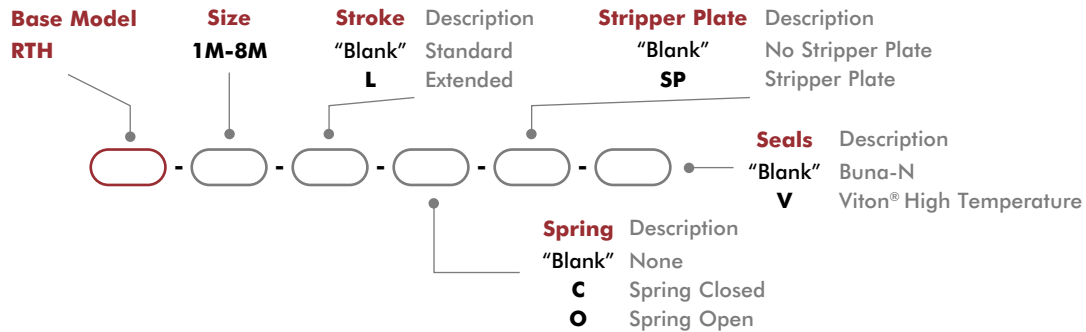 Base Model Size Stroke Description Stripper Plate Description
RTH 1M-8M “Blank” Standard “Blank” No Stripper Plate
L Extended SP Stripper Plate
- - - - -
Seals Description
“Blank” Buna-N
V Viton® High Temperature
Spring Description
“Blank” None
C Spring Closed
O Spring Open